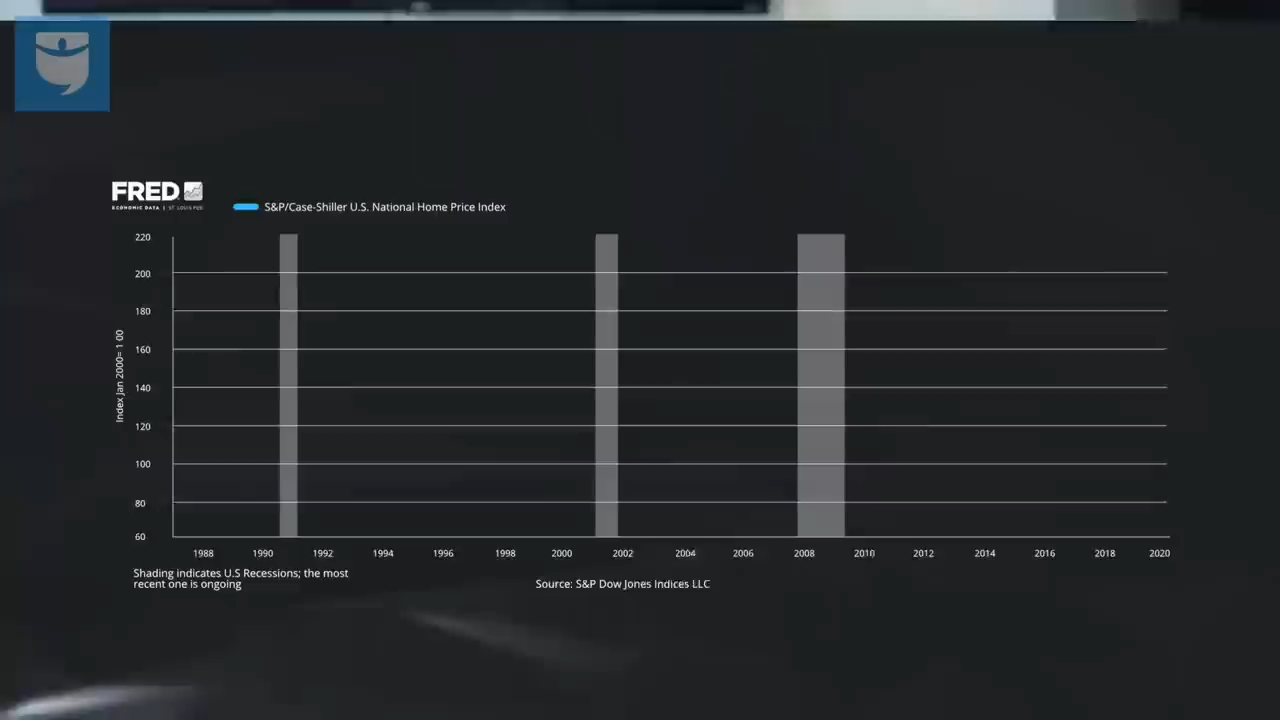 FRED
ECONOMIC DATA | ST. LOUIS FED
S&P/Case-Shiller U.S. National Home Price Index
220
200
180
160
140
120
100
80
60
Index Jan 2000= 1 00
1988 1990 1992 1994 1996 1998 2000 2002 2004 2006 2008 2010 2012 2014 2016 2018 2020
Shading indicates U.S Recessions; the most
recent one is ongoing
Source: S&P Dow Jones Indices LLC